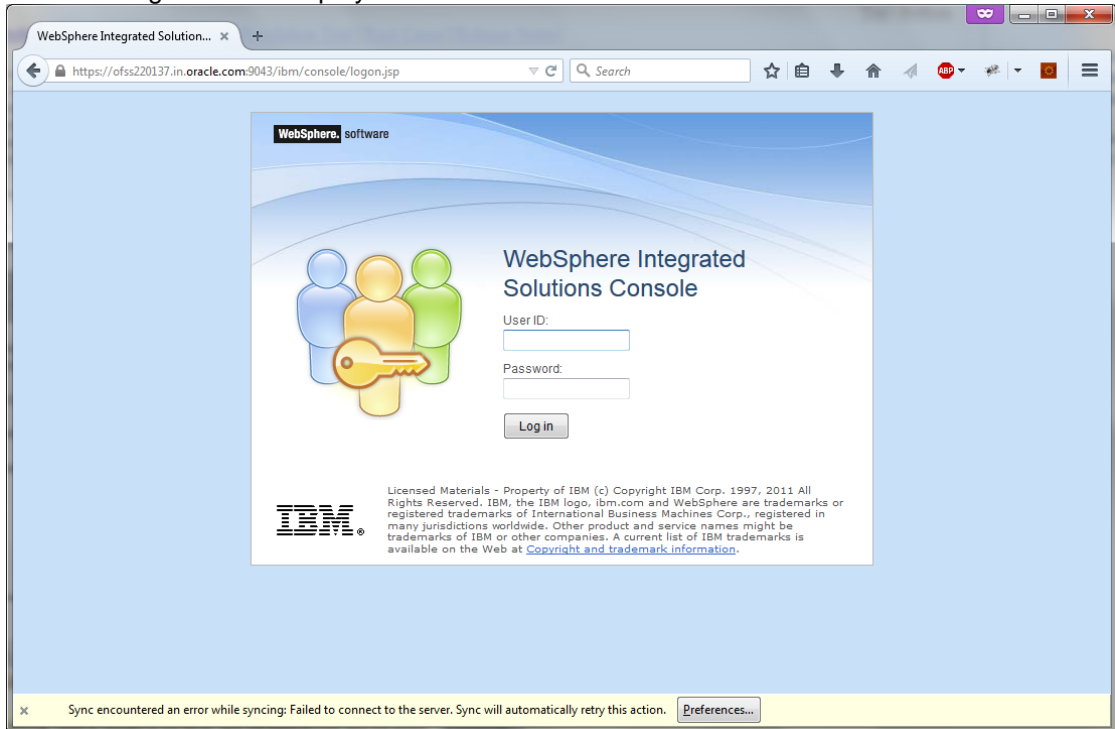 WebSphere Integrated Solution... × +
https://ofss220137.in.oracle.com:9043/ibm/console/logon.jsp
Search
ABP
WebSphere. software
WebSphere Integrated
Solutions Console
User ID:
Password:
Log in
IBM®
Licensed Materials - Property of IBM (c) Copyright IBM Corp. 1997, 2011 All
Rights Reserved. IBM, the IBM logo, ibm.com and WebSphere are trademarks or
registered trademarks of International Business Machines Corp., registered in
many jurisdictions worldwide. Other product and service names might be
trademarks of IBM or other companies. A current list of IBM trademarks is
available on the Web at Copyright and trademark information.
× Sync encountered an error while syncing: Failed to connect to the server. Sync will automatically retry this action. Preferences...